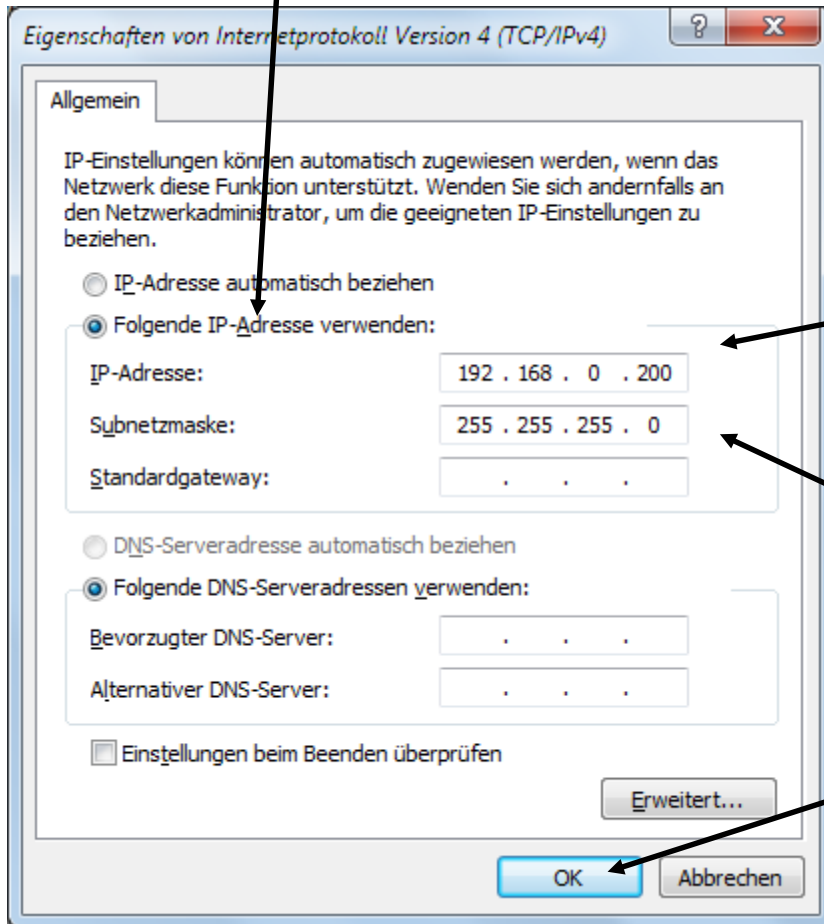 Eigenschaften von Internetprotokoll Version 4 (TCP/IPv4)
?
X
Allgemein
IP-Einstellungen können automatisch zugewiesen werden, wenn das
Netzwerk diese Funktion unterstützt. Wenden Sie sich andernfalls an
den Netzwerkadministrator, um die geeigneten IP-Einstellungen zu
beziehen.
IP-Adresse automatisch beziehen
Folgende IP-Adresse verwenden:
IP-Adresse: 192 . 168 . 0 . 200
Subnetzmaske: 255 . 255 . 255 . 0
Standardgateway: . . .
DNS-Serveradresse automatisch beziehen
Folgende DNS-Serveradressen verwenden:
Bevorzugter DNS-Server: . . .
Alternativer DNS-Server: . . .
Einstellungen beim Beenden überprüfen
Erweitert...
OK Abbrechen